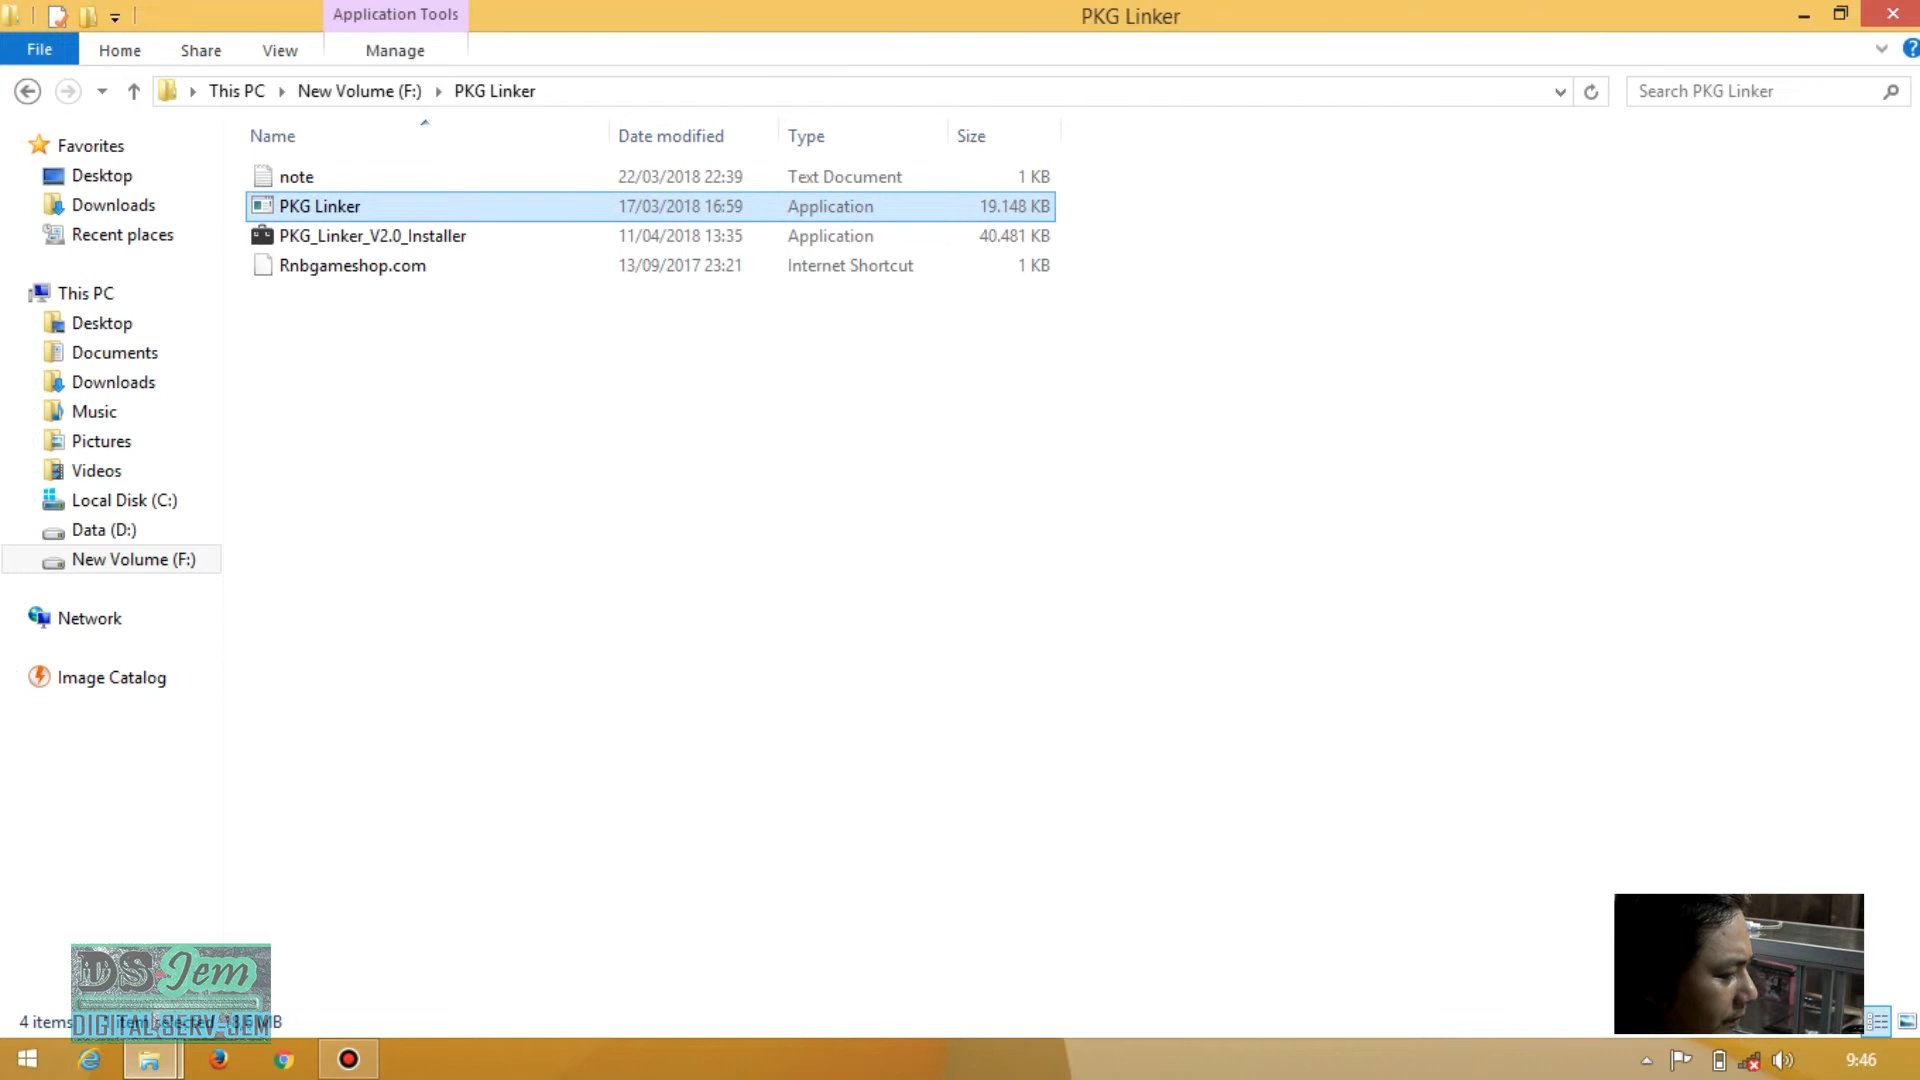 Application Tools
PKG Linker
File
Home
Share
View
Manage
This PC
New Volume (F:)
PKG Linker
Search PKG Linker
Name
Date modified
Type
Size
note
22/03/2018 22:39
Text Document
1 KB
PKG Linker
17/03/2018 16:59
Application
19.148 KB
PKG_Linker_V2.0_Installer
11/04/2018 13:35
Application
40.481 KB
Rnbgameshop.com
13/09/2017 23:21
Internet Shortcut
1 KB
Favorites
Desktop
Downloads
Recent places
This PC
Desktop
Documents
Downloads
Music
Pictures
Videos
Local Disk (C:)
Data (D:)
New Volume (F:)
Network
Image Catalog
DS-Jem
DIGITAL SERV JEM
4 items
9:46